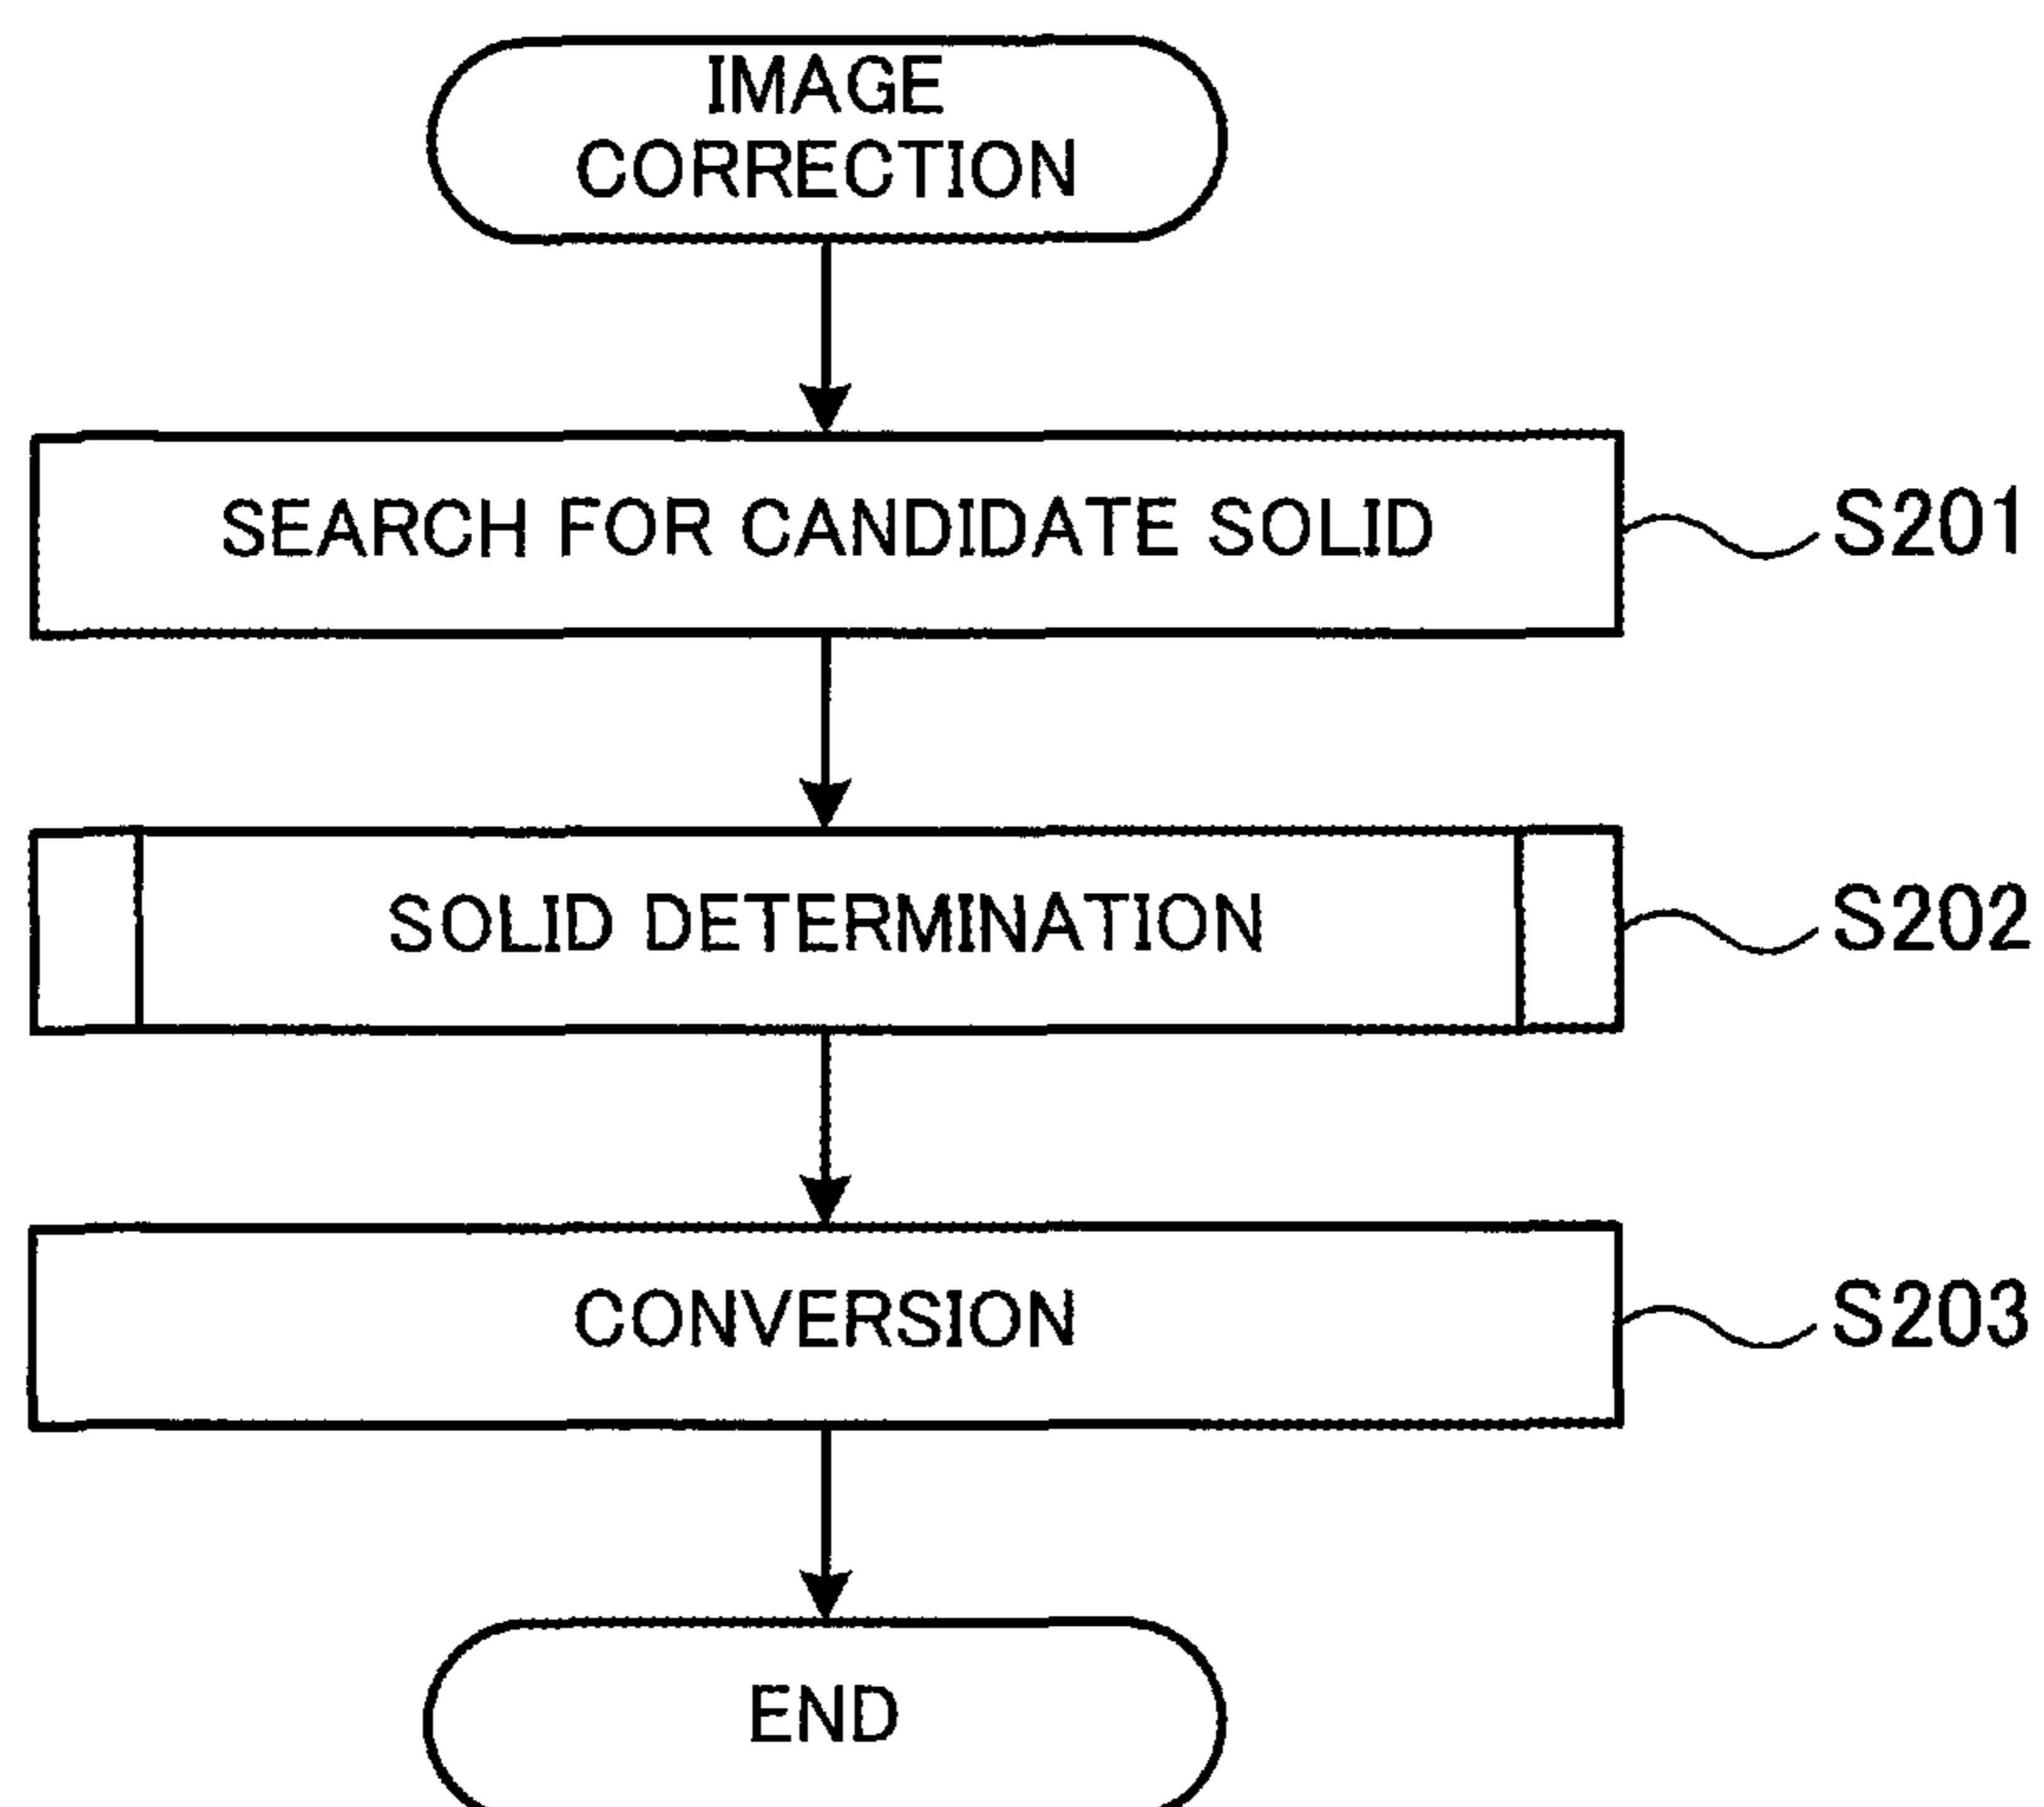 IMAGE
CORRECTION
SEARCH FOR CANDIDATE SOLID
S201
SOLID DETERMINATION
S202
CONVERSION
S203
END